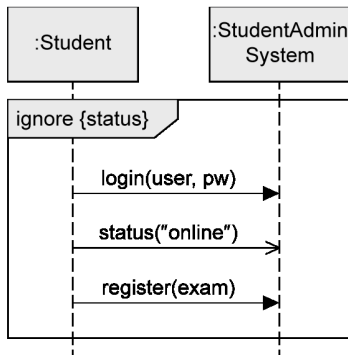 :Student
:StudentAdmin
System
ignore {status}
login(user, pw)
status("online")
register(exam)